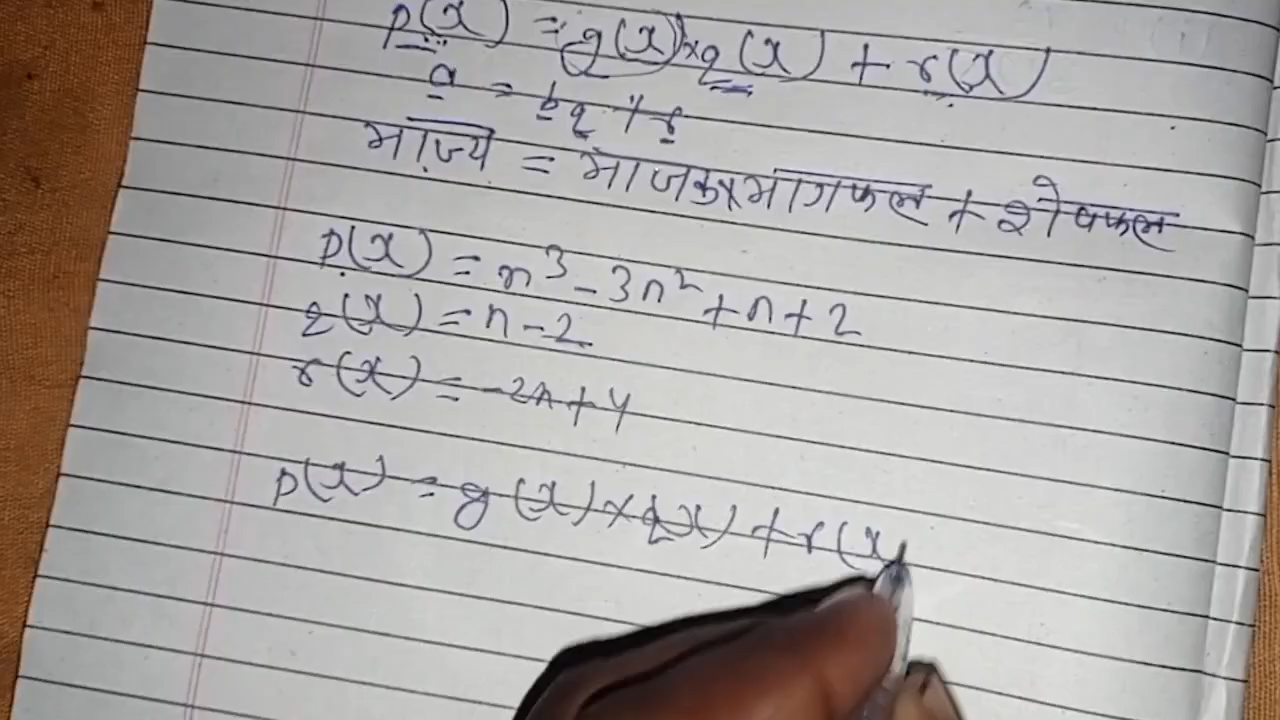 p(x) = g(x)×q(x) + r(x)
a = bq + r
भाज्य = भाजक×भागफल + शेषफल
p(x) = x³ - 3x² + x + 2
q(x) = x - 2
r(x) = -2x + 4
p(x) = g(x) × q(x) + r(x